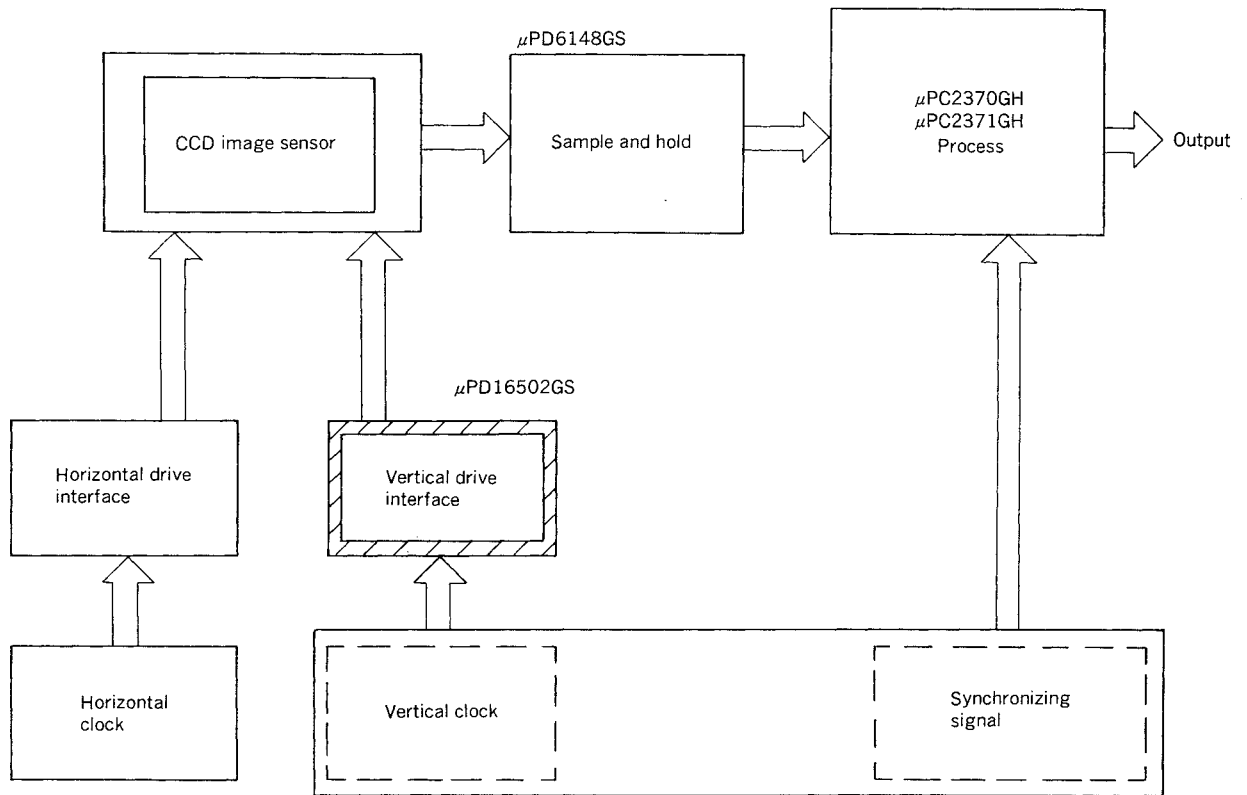 μPD6148GS
CCD image sensor
Sample and hold
μPC2370GH
μPC2371GH
Process
Output
μPD16502GS
Horizontal drive
interface
Vertical drive
interface
Horizontal
clock
Vertical clock
Synchronizing
signal